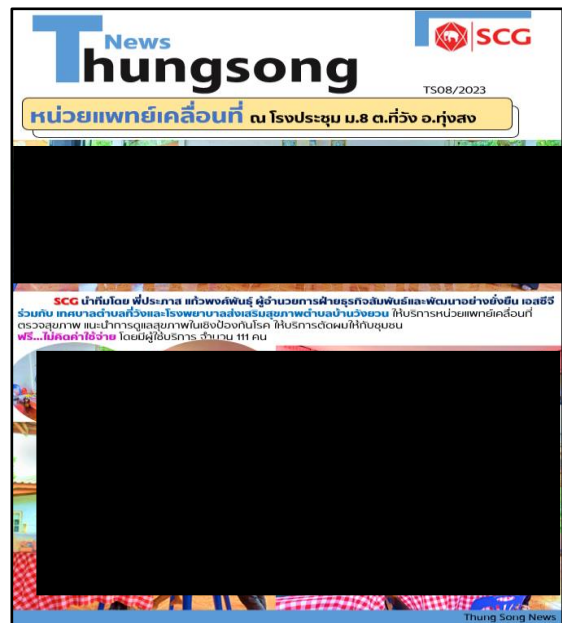 News
Thungsong
SCG
TS08/2023
หน่วยแพทย์เคลื่อนที่ ณ โรงประชุม ม.8 ต.ที่วัง อ.ทุ่งสง
SCG นำทีมโดย พี่ประภาส แก้วพงศ์พันธุ์ ผู้อำนวยการฝ่ายธุรกิจสัมพันธ์และพัฒนาอย่างยั่งยืน เอสซีจี
ร่วมกับ เทศบาลตำบลที่วังและโรงพยาบาลส่งเสริมสุขภาพตำบลบ้านวังยวน ให้บริการหน่วยแพทย์เคลื่อนที่
ตรวจสุขภาพ แนะนำการดูแลสุขภาพในเชิงป้องกันโรค ให้บริการตัดผมให้กับชุมชน
ฟรี...ไม่คิดค่าใช้จ่าย โดยมีผู้ใช้บริการ จำนวน 111 คน
Thung Song News